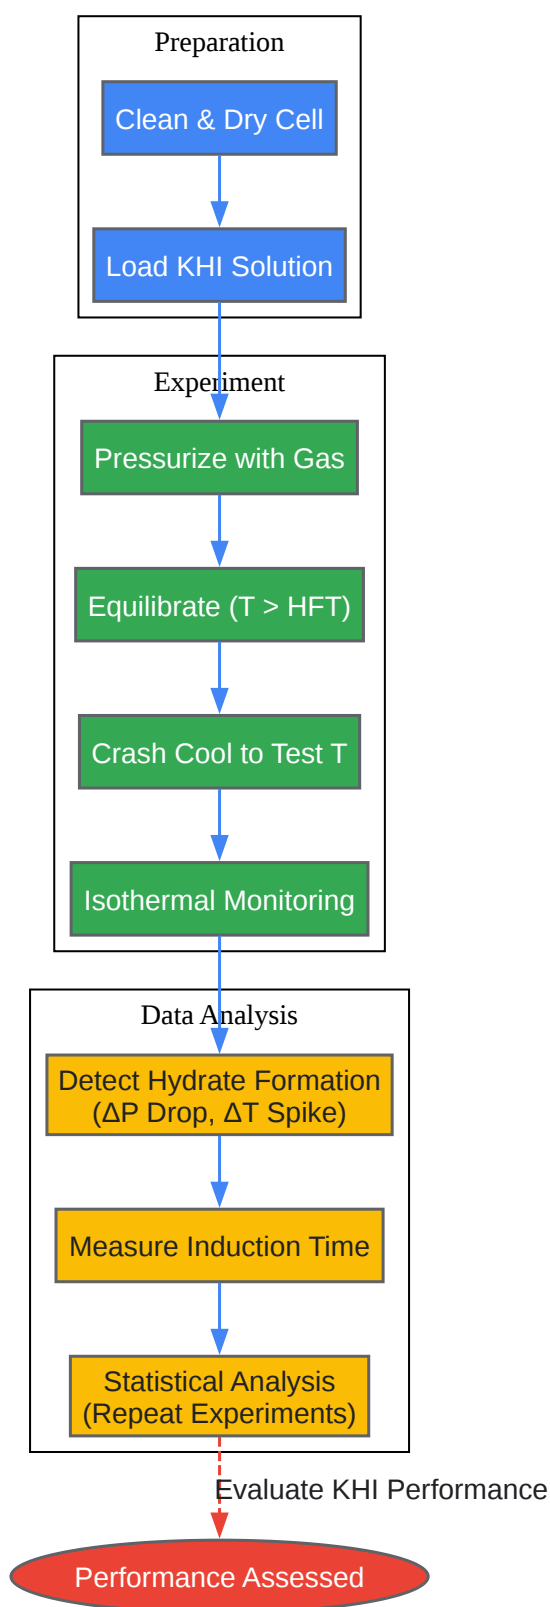 Preparation
Clean & Dry Cell
Load KHI Solution
Experiment
Pressurize with Gas
Equilibrate (T > HFT)
Crash Cool to Test T
Isothermal Monitoring
Data Analysis
Detect Hydrate Formation
(ΔP Drop, ΔT Spike)
Measure Induction Time
Statistical Analysis
(Repeat Experiments)
Evaluate KHI Performance
Performance Assessed